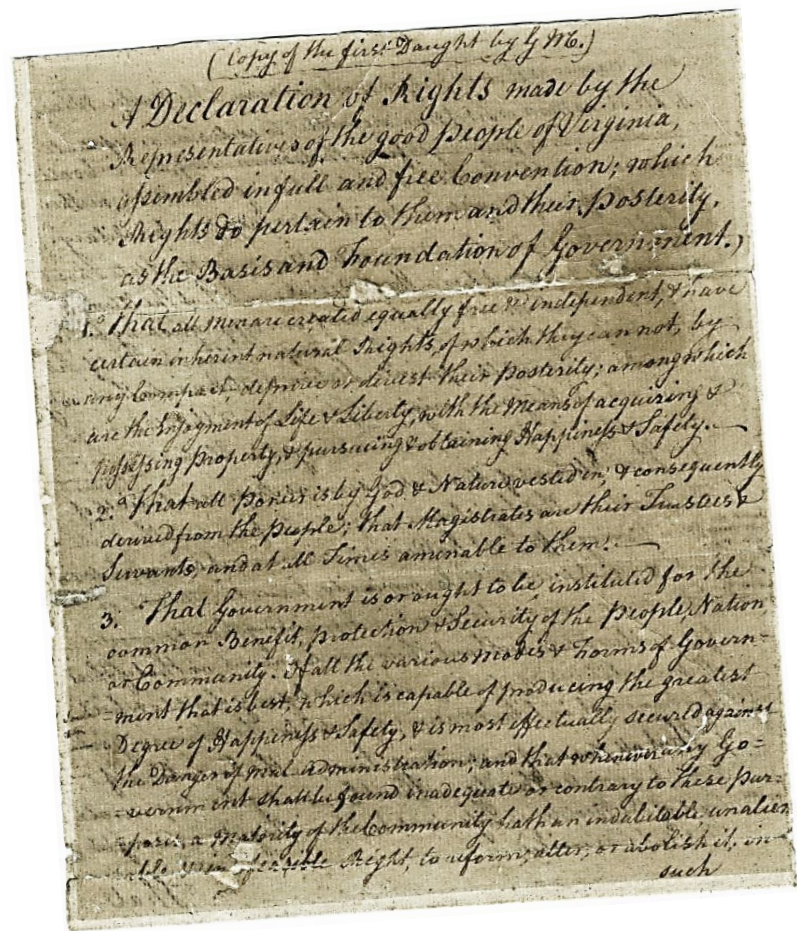 (Copy of the first Daught by G M.)
A Declaration of Rights made by the
Representatives of the good people of Virginia,
assembled in full and free Convention; which
Rights do pertain to them and their posterity,
as the Basis and Foundation of Government.
1. That all men are created equally free & independent, & have
certain inherent natural Rights, of which they can not, by
any Compact, deprive or divest their posterity; among which
are the Enjoyment of Life & Liberty, with the Means of acquiring &
possessing property, & pursueing & obtaining Happiness & Safety.
2. That all Power is by God & Nature vested in, & consequently
derived from the People; that Magistrates are their Trustees &
Servants, and at all Times amenable to them.
3. That Government is or ought to be, instituted for the
common Benefit, protection & Security of the People, Nation
or Community. Of all the various modes & Forms of Govern=
=ment that is best, which is capable of producing the greatest
Degree of Happiness & Safety, & is most effectually secured against
the Danger of mal-administration; and that whenever any Go=
=vernment shall be found inadequate or contrary to these pur=
=poses, a Majority of the Community hath an indubitable, unalien
Right, to reform, alter, or abolish it, in
such